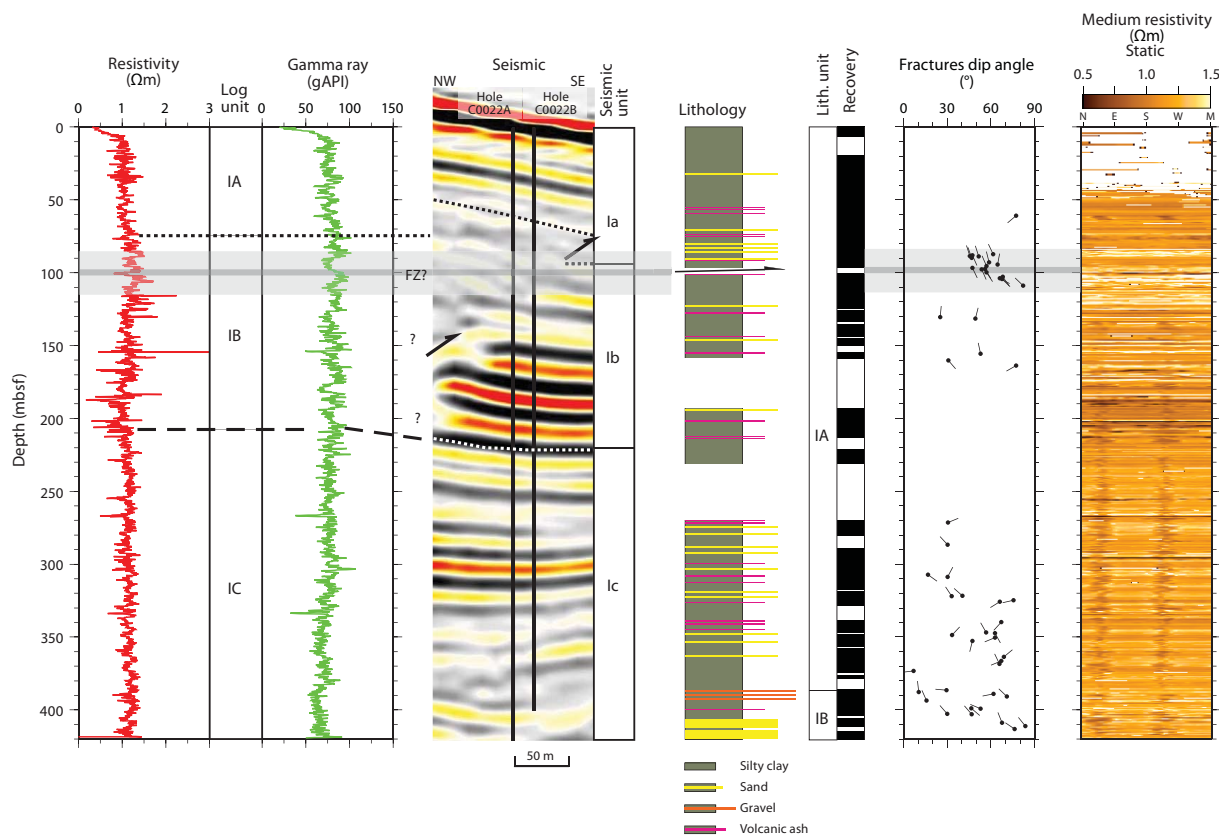 Resistivity
(Ωm)
0 1 2 3
Log
unit
Gamma ray
(gAPI)
0 50 100 150
Seismic
NW SE
Hole
C0022A
Hole
C0022B
Seismic
unit
Lithology
Lith. unit
Recovery
Fractures dip angle
(°)
0 30 60 90
Medium resistivity
(Ωm)
Static
0.5 1.0 1.5
N E S W M
Depth (mbsf)
0
50
100
150
200
250
300
350
400
IA
IB
IC
FZ?
?
?
Ia
Ib
Ic
IA
IB
50 m
Silty clay
Sand
Gravel
Volcanic ash